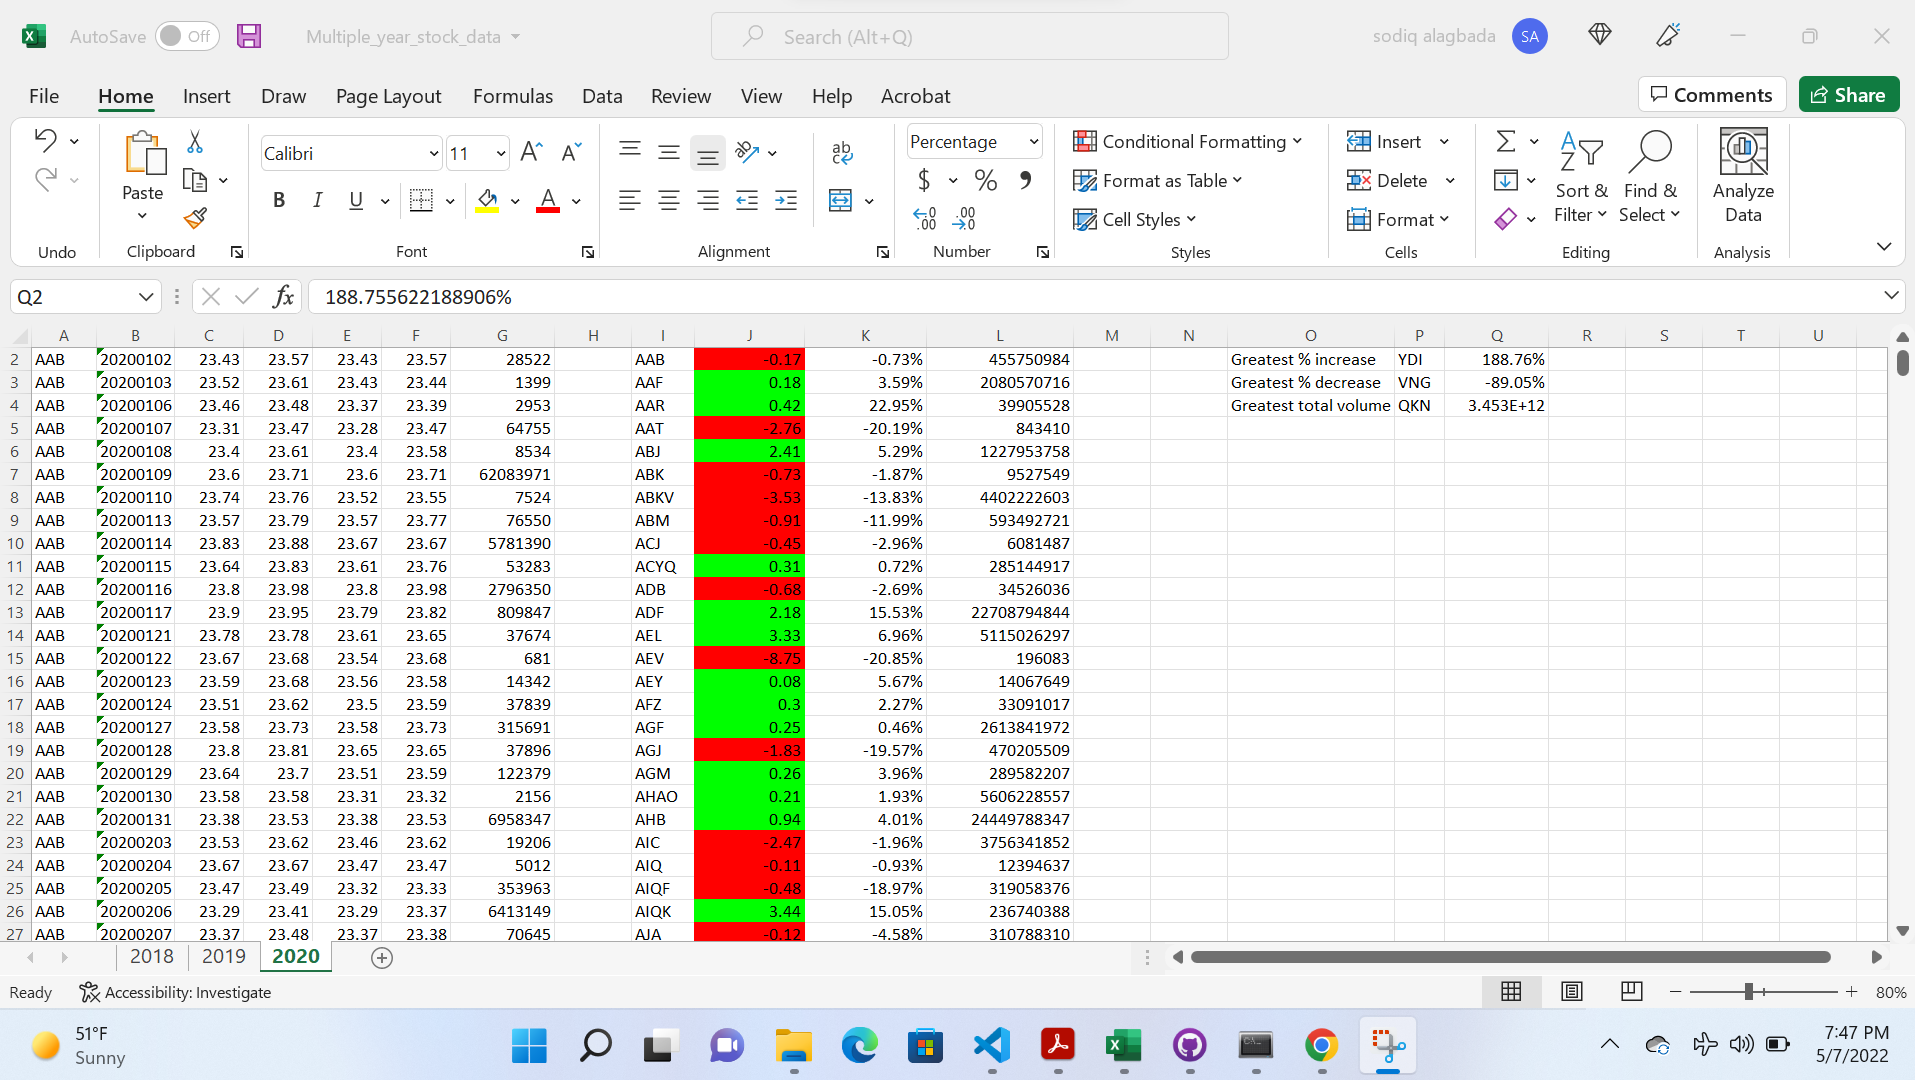 AutoSave Off Multiple_year_stock_data Search (Alt+Q) sodiq alagbada SA
File Home Insert Draw Page Layout Formulas Data Review View Help Acrobat Comments Share
Paste
Calibri 11
B I U
Percentage
Conditional Formatting
Format as Table
Cell Styles
Insert
Delete
Format
Sort & Filter
Find & Select
Analyze Data
Undo Clipboard Font Alignment Number Styles Cells Editing Analysis
Q2 fx 188.755622188906%
A B C D E F G H I J K L M N O P Q R S T U
2 AAB 20200102 23.43 23.57 23.43 23.57 28522 AAB -0.17 -0.73% 455750984 Greatest % increase YDI 188.76%
3 AAB 20200103 23.52 23.61 23.43 23.44 1399 AAF 0.18 3.59% 2080570716 Greatest % decrease VNG -89.05%
4 AAB 20200106 23.46 23.48 23.37 23.39 2953 AAR 0.42 22.95% 39905528 Greatest total volume QKN 3.453E+12
5 AAB 20200107 23.31 23.47 23.28 23.47 64755 AAT -2.76 -20.19% 843410
6 AAB 20200108 23.4 23.61 23.4 23.58 8534 ABJ 2.41 5.29% 1227953758
7 AAB 20200109 23.6 23.71 23.6 23.71 62083971 ABK -0.73 -1.87% 9527549
8 AAB 20200110 23.74 23.76 23.52 23.55 7524 ABKV -3.53 -13.83% 4402222603
9 AAB 20200113 23.57 23.79 23.57 23.77 76550 ABM -0.91 -11.99% 593492721
10 AAB 20200114 23.83 23.88 23.67 23.67 5781390 ACJ -0.45 -2.96% 6081487
11 AAB 20200115 23.64 23.83 23.61 23.76 53283 ACYQ 0.31 0.72% 285144917
12 AAB 20200116 23.8 23.98 23.8 23.98 2796350 ADB -0.68 -2.69% 34526036
13 AAB 20200117 23.9 23.95 23.79 23.82 809847 ADF 2.18 15.53% 22708794844
14 AAB 20200121 23.78 23.78 23.61 23.65 37674 AEL 3.33 6.96% 5115026297
15 AAB 20200122 23.67 23.68 23.54 23.68 681 AEV -8.75 -20.85% 196083
16 AAB 20200123 23.59 23.68 23.56 23.58 14342 AEY 0.08 5.67% 14067649
17 AAB 20200124 23.51 23.62 23.5 23.59 37839 AFZ 0.3 2.27% 33091017
18 AAB 20200127 23.58 23.73 23.58 23.73 315691 AGF 0.25 0.46% 2613841972
19 AAB 20200128 23.8 23.81 23.65 23.65 37896 AGJ -1.83 -19.57% 470205509
20 AAB 20200129 23.64 23.7 23.51 23.59 122379 AGM 0.26 3.96% 289582207
21 AAB 20200130 23.58 23.58 23.31 23.32 2156 AHAO 0.21 1.93% 5606228557
22 AAB 20200131 23.38 23.53 23.38 23.53 6958347 AHB 0.94 4.01% 24449788347
23 AAB 20200203 23.53 23.62 23.46 23.62 19206 AIC -2.47 -1.96% 3756341852
24 AAB 20200204 23.67 23.67 23.47 23.47 5012 AIQ -0.11 -0.93% 12394637
25 AAB 20200205 23.47 23.49 23.32 23.33 353963 AIQF -0.48 -18.97% 319058376
26 AAB 20200206 23.29 23.41 23.29 23.37 6413149 AIQK 3.44 15.05% 236740388
27 AAB 20200207 23.37 23.48 23.37 23.38 70645 AJA -0.12 -4.58% 310788310
2018 2019 2020
Ready Accessibility: Investigate 80%
51°F
Sunny
7:47 PM
5/7/2022